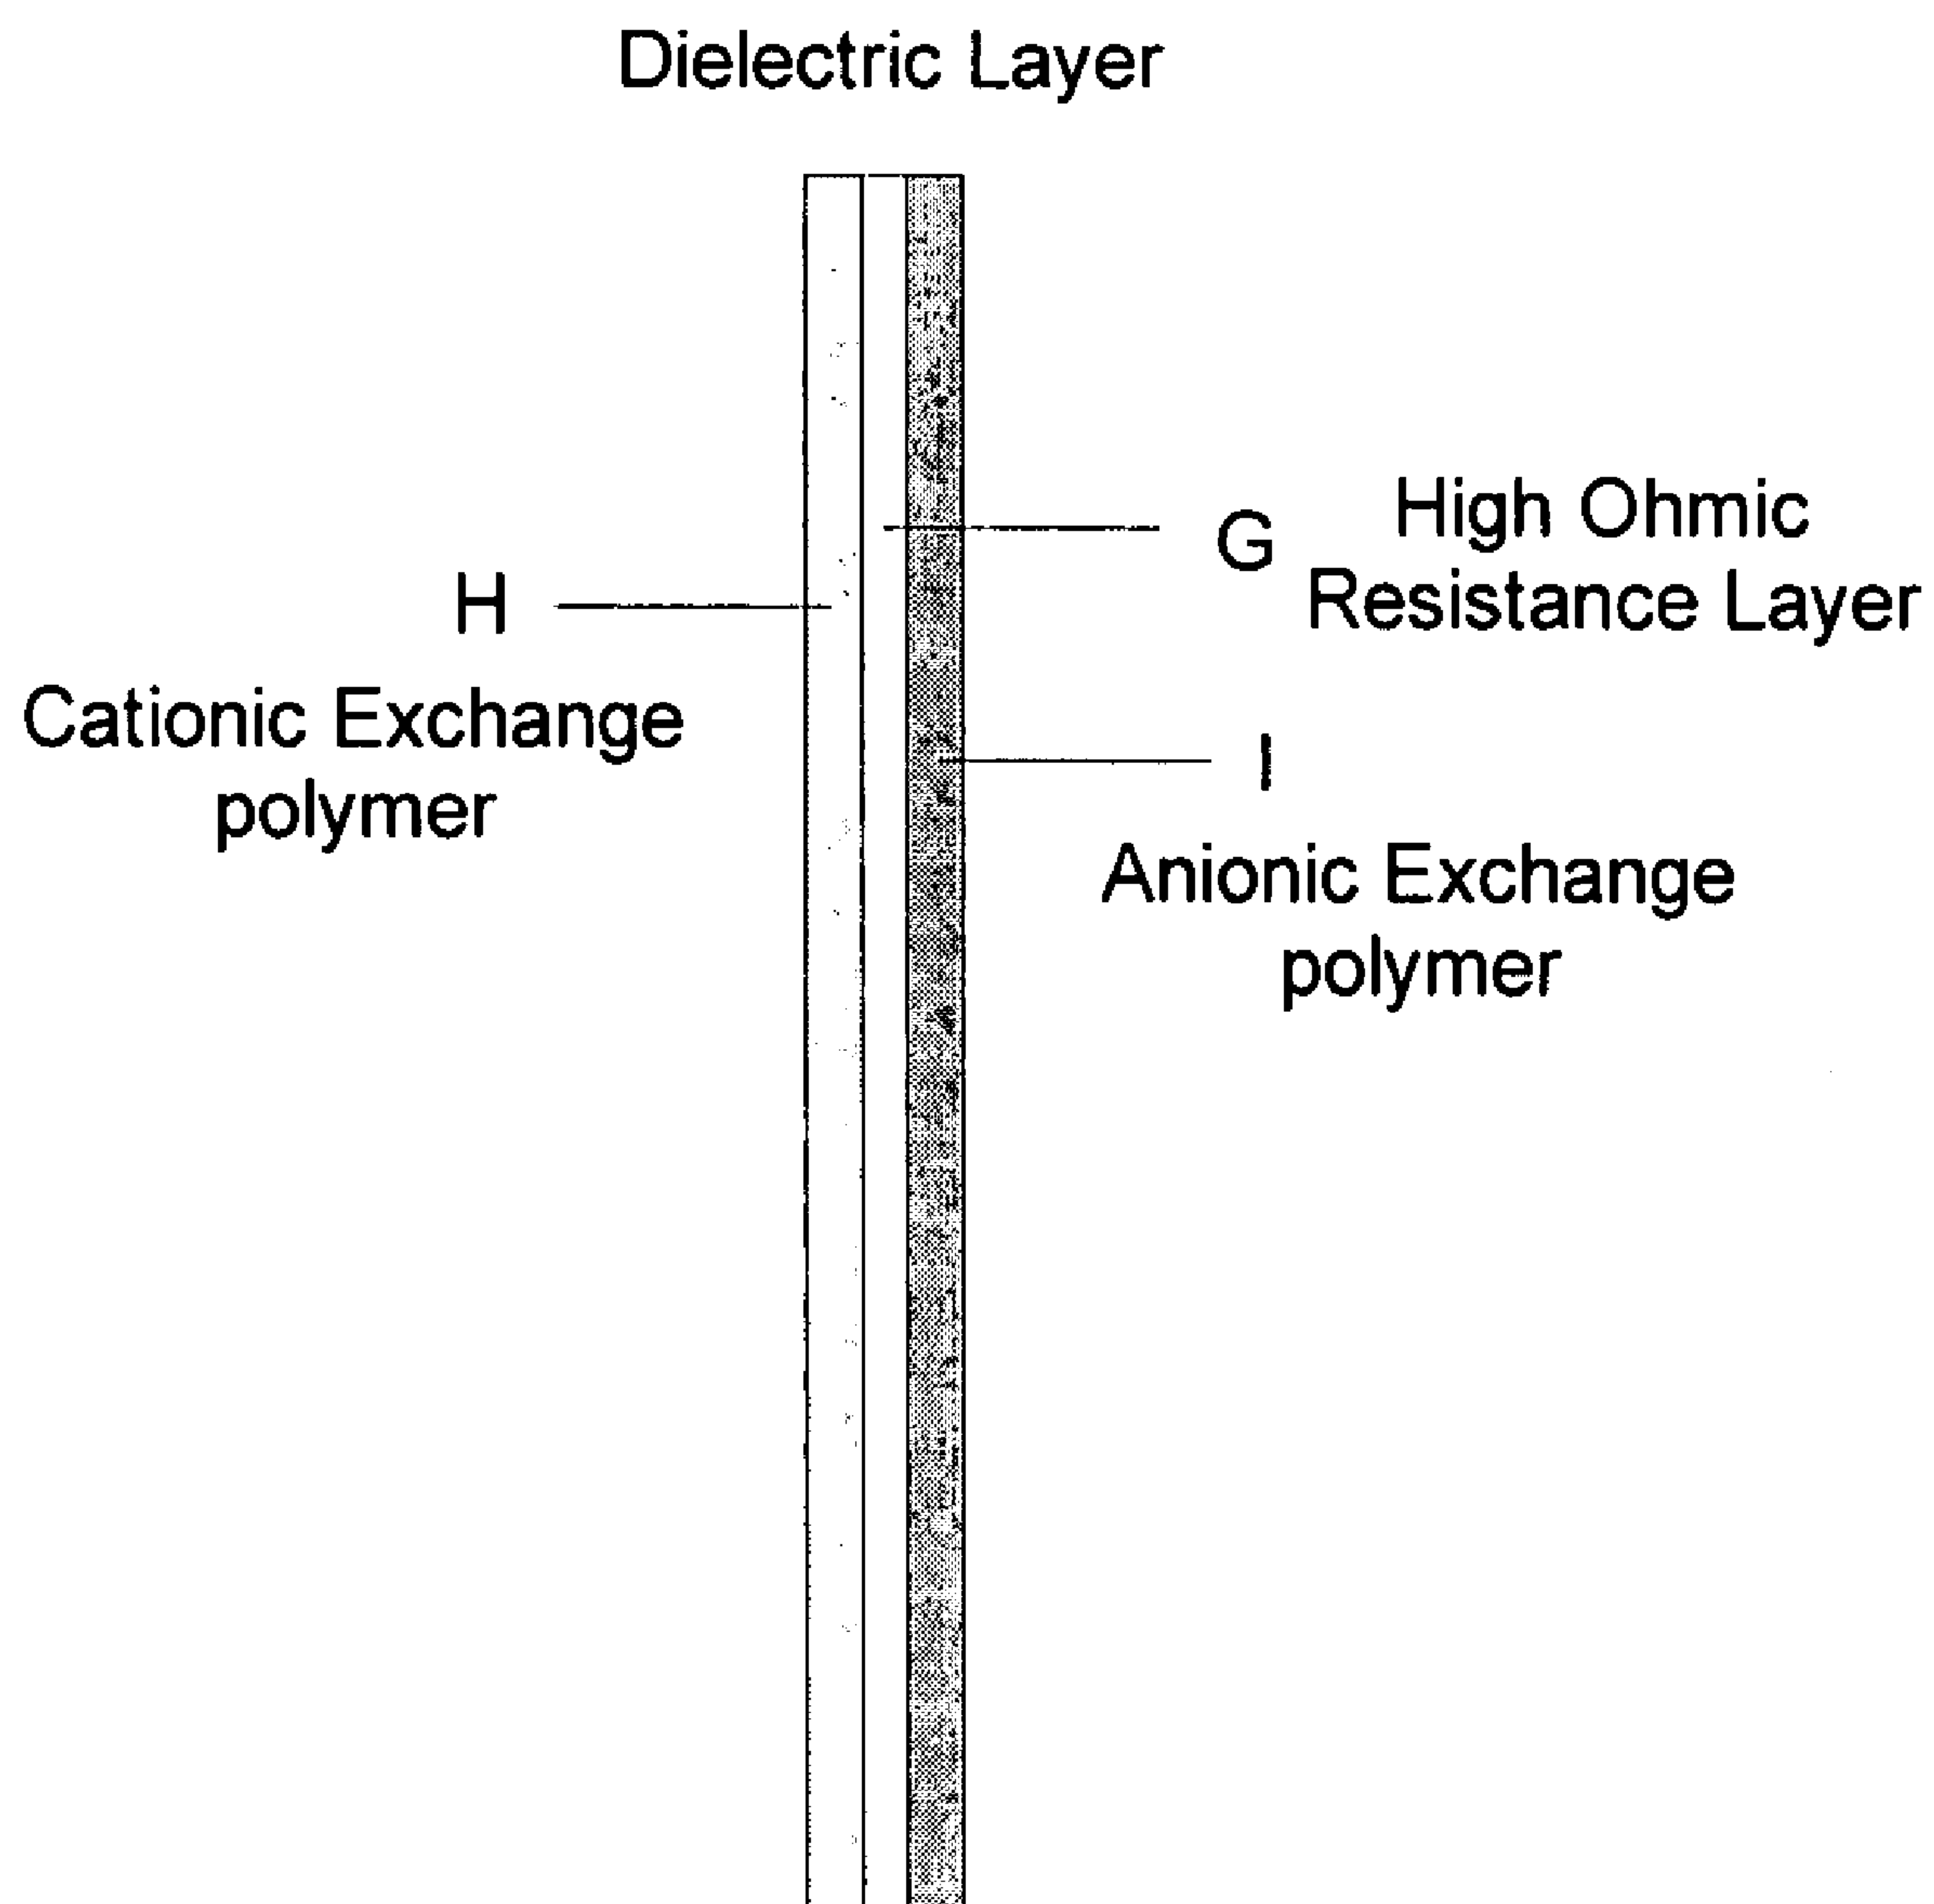 Dielectric Layer
G
High Ohmic
Resistance Layer
H
Cationic Exchange
polymer
I
Anionic Exchange
polymer